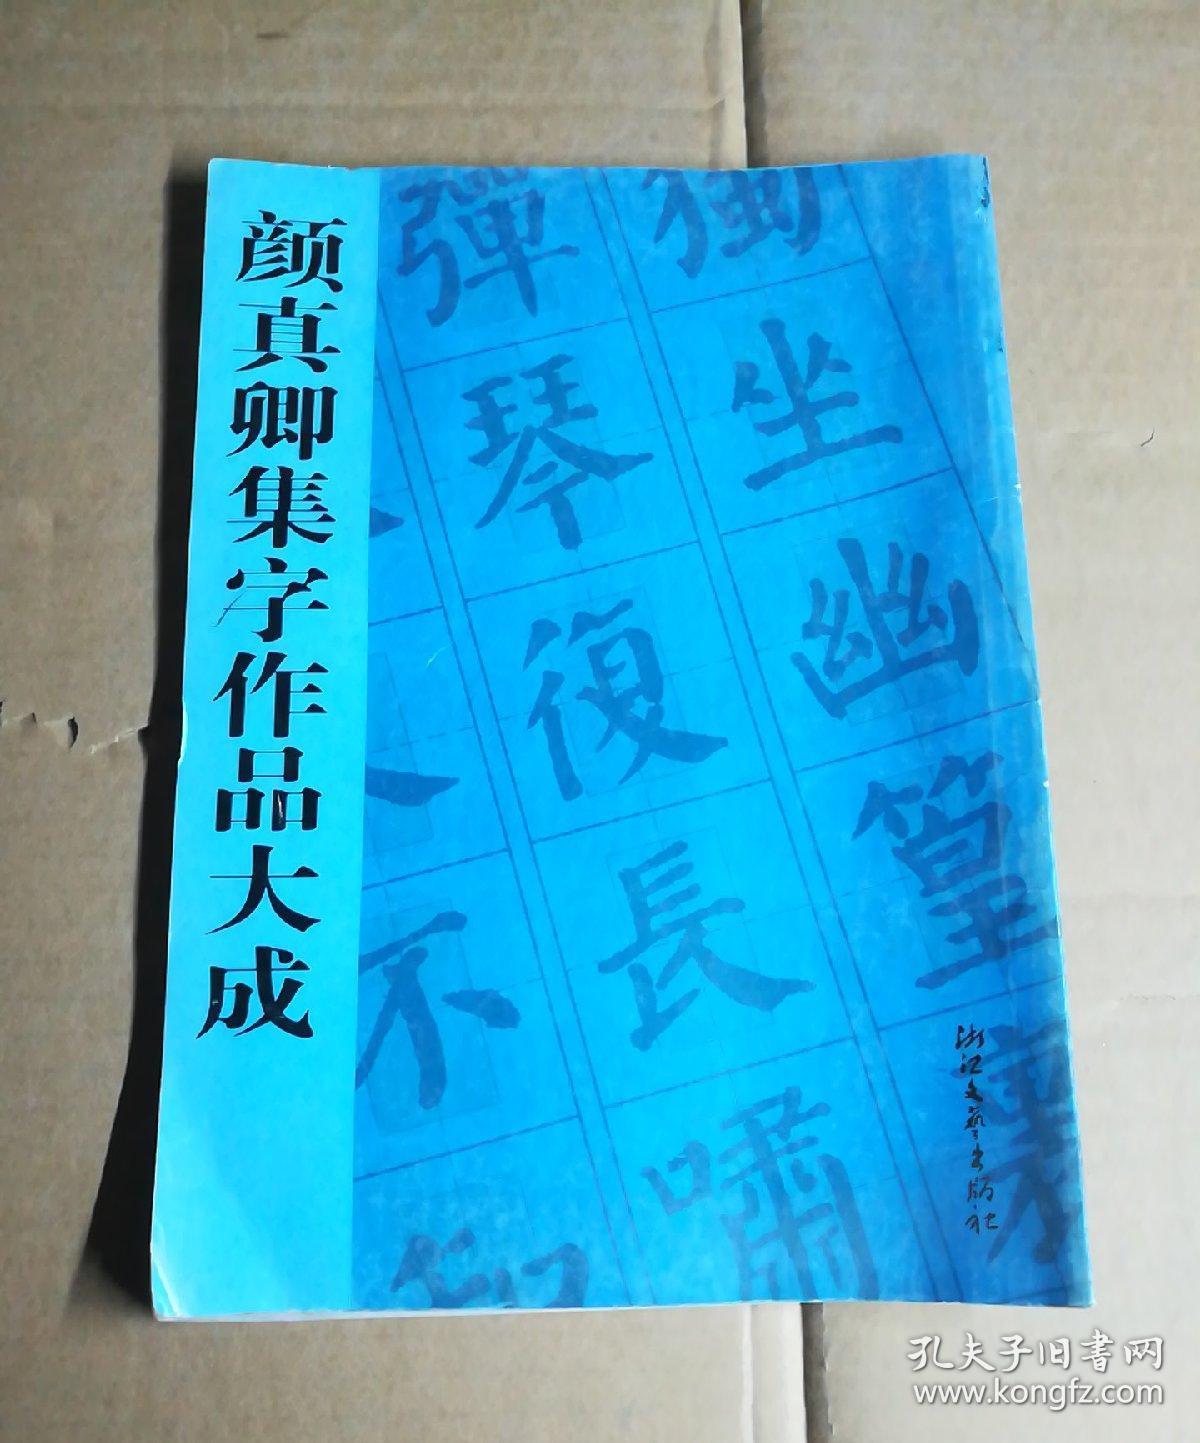 颜真卿集字作品大成
獨坐幽篁裏
彈琴復長嘯
不
浙江文艺出版社
孔夫子旧书网
www.kongfz.com